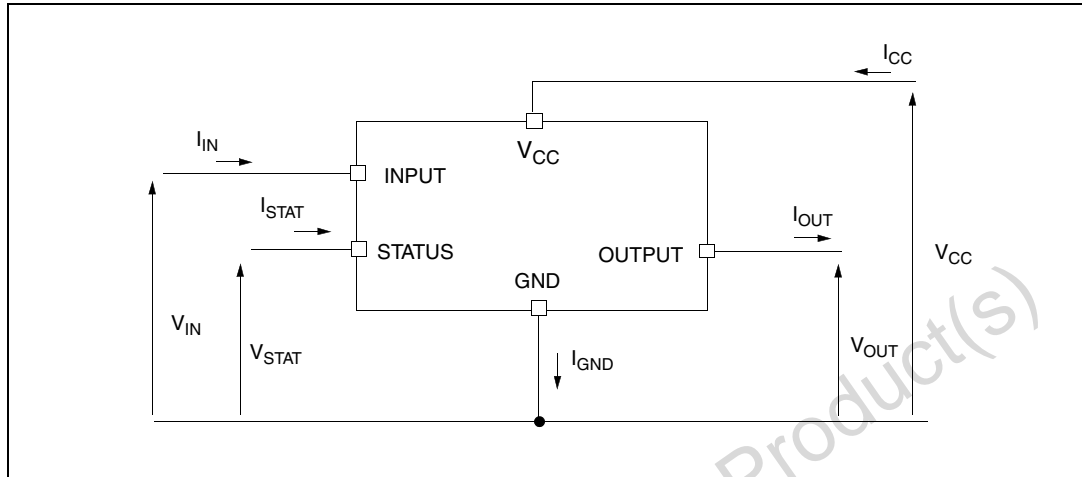 I_CC
V_CC
I_IN
INPUT
I_STAT
STATUS
I_OUT
OUTPUT
GND
V_CC
V_IN
V_STAT
V_OUT
I_GND
Product(s)